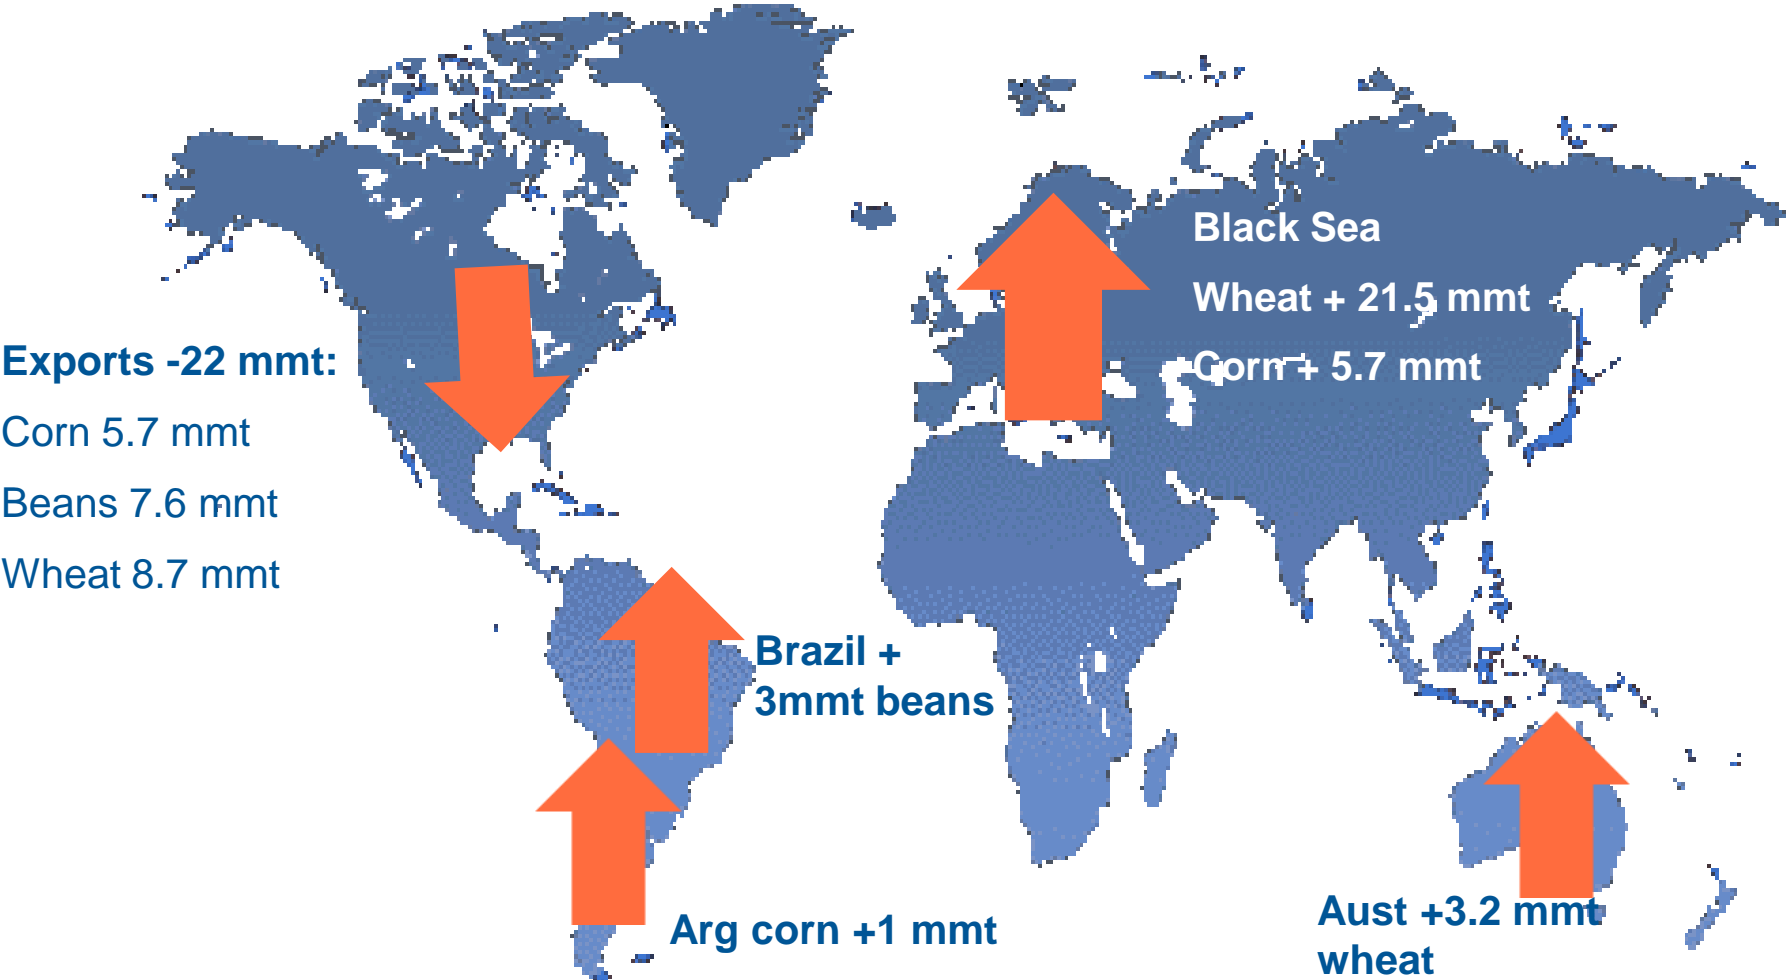 Black Sea
Wheat + 21.5 mmt
Corn + 5.7 mmt
Exports -22 mmt:
Corn 5.7 mmt
Beans 7.6 mmt
Wheat 8.7 mmt
Brazil +
3mmt beans
Arg corn +1 mmt
Aust +3.2 mmt
wheat